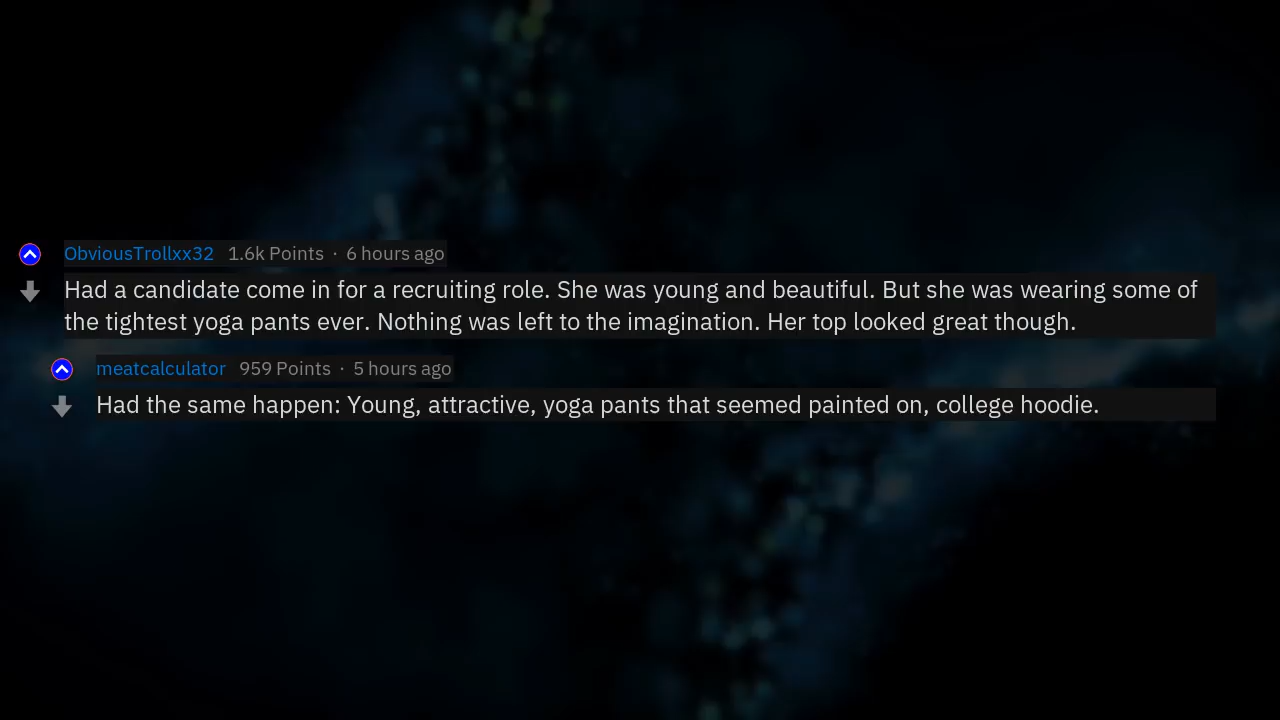 ObviousTrollxx32 1.6k Points · 6 hours ago
Had a candidate come in for a recruiting role. She was young and beautiful. But she was wearing some of
the tightest yoga pants ever. Nothing was left to the imagination. Her top looked great though.
meatcalculator 959 Points · 5 hours ago
Had the same happen: Young, attractive, yoga pants that seemed painted on, college hoodie.